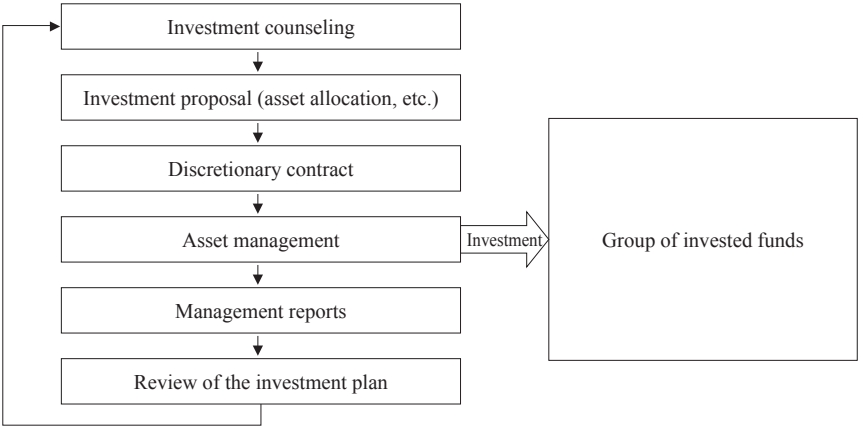 Investment counseling
Investment proposal (asset allocation, etc.)
Discretionary contract
Asset management
Investment
Group of invested funds
Management reports
Review of the investment plan